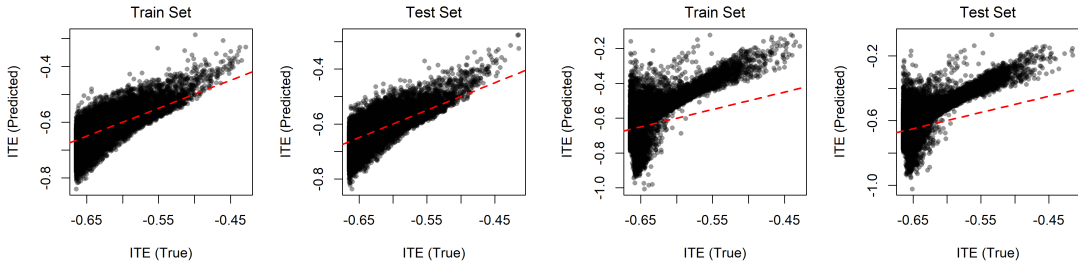 Train Set
ITE (Predicted)
-0.4
-0.6
-0.8
-0.65
-0.55
-0.45
ITE (True)
Test Set
ITE (Predicted)
-0.4
-0.6
-0.8
-0.65
-0.55
-0.45
ITE (True)
Train Set
ITE (Predicted)
-0.2
-0.4
-0.6
-0.8
-1.0
-0.65
-0.55
-0.45
ITE (True)
Test Set
ITE (Predicted)
-0.2
-0.6
-1.0
-0.65
-0.55
-0.45
ITE (True)